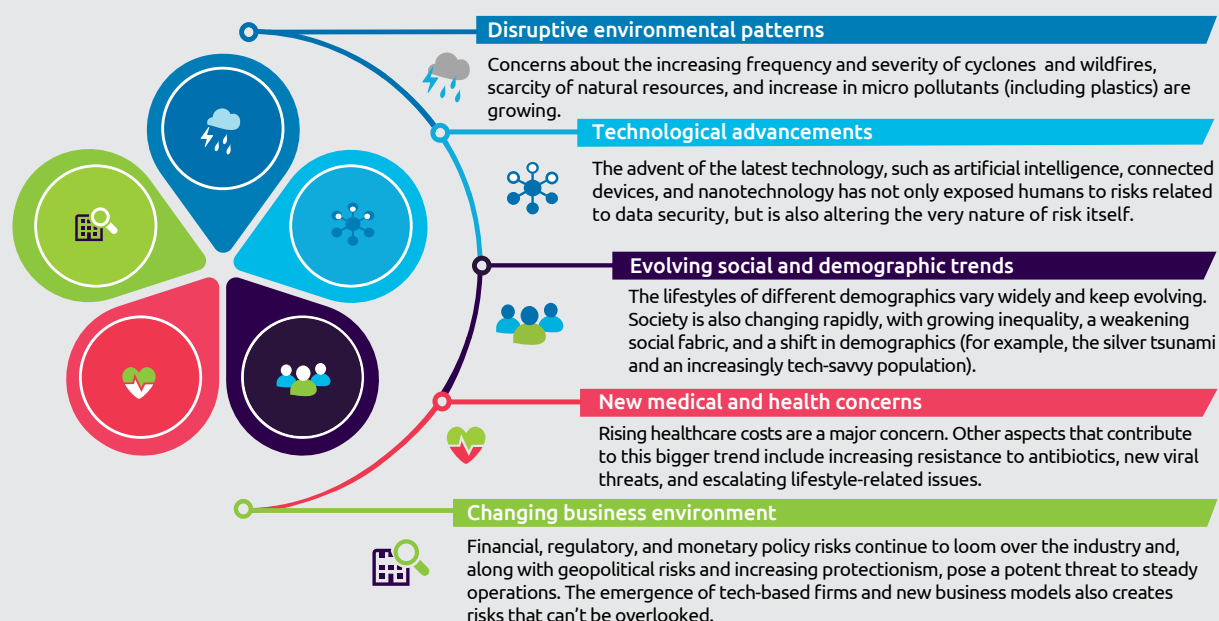 Disruptive environmental patterns
Concerns about the increasing frequency and severity of cyclones and wildfires,
scarcity of natural resources, and increase in micro pollutants (including plastics) are
growing.
Technological advancements
The advent of the latest technology, such as artificial intelligence, connected
devices, and nanotechnology has not only exposed humans to risks related
to data security, but is also altering the very nature of risk itself.
Evolving social and demographic trends
The lifestyles of different demographics vary widely and keep evolving.
Society is also changing rapidly, with growing inequality, a weakening
social fabric, and a shift in demographics (for example, the silver tsunami
and an increasingly tech-savvy population).
New medical and health concerns
Rising healthcare costs are a major concern. Other aspects that contribute
to this bigger trend include increasing resistance to antibiotics, new viral
threats, and escalating lifestyle-related issues.
Changing business environment
Financial, regulatory, and monetary policy risks continue to loom over the industry and,
along with geopolitical risks and increasing protectionism, pose a potent threat to steady
operations. The emergence of tech-based firms and new business models also creates
risks that can't be overlooked.